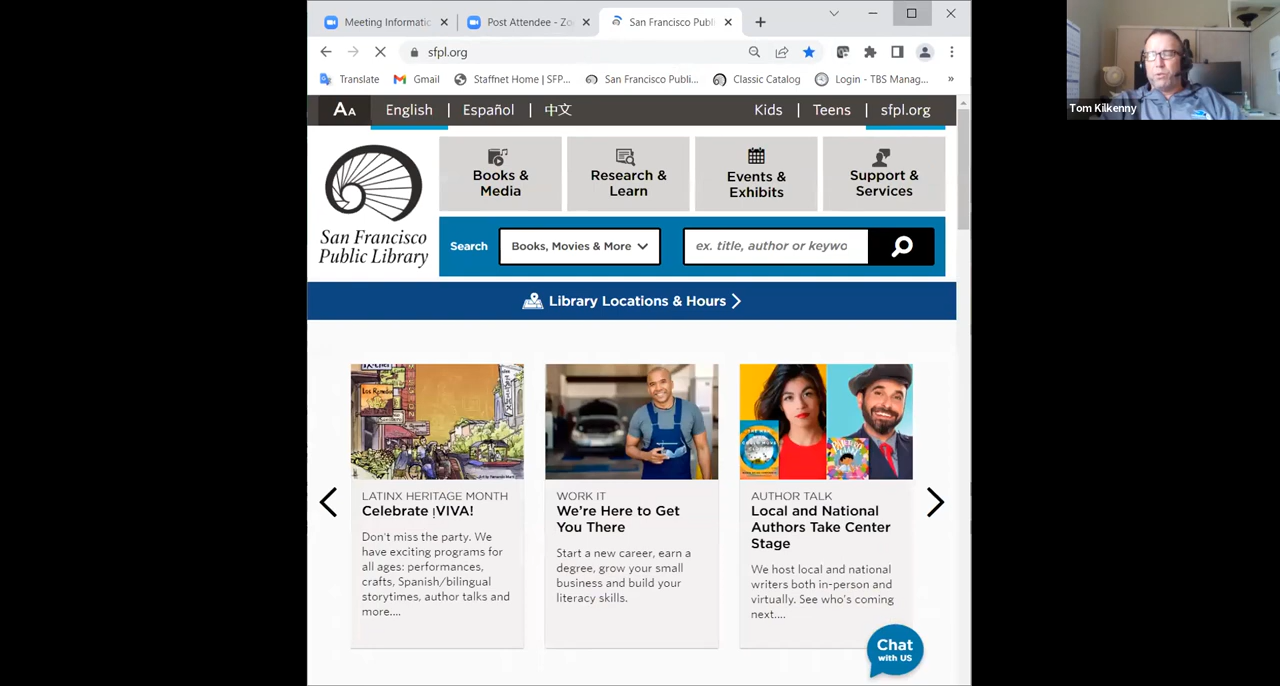 Meeting Informatic
Post Attendee - Zo
San Francisco Publ
sfpl.org
Translate
Gmail
Staffnet Home | SFP...
San Francisco Publi...
Classic Catalog
Login - TBS Manag...
»
AA
English | Español | 中文
Kids | Teens | sfpl.org
San Francisco
Public Library
Books &
Media
Research &
Learn
Events &
Exhibits
Support &
Services
Search
Books, Movies & More
ex. title, author or keywo
Library Locations & Hours
LATINX HERITAGE MONTH
Celebrate ¡VIVA!
Don't miss the party. We
have exciting programs for
all ages: performances,
crafts, Spanish/bilingual
storytimes, author talks and
more....
WORK IT
We're Here to Get
You There
Start a new career, earn a
degree, grow your small
business and build your
literacy skills.
AUTHOR TALK
Local and National
Authors Take Center
Stage
We host local and national
writers both in-person and
virtually. See who's coming
next....
Chat
with US
Tom Kilkenny